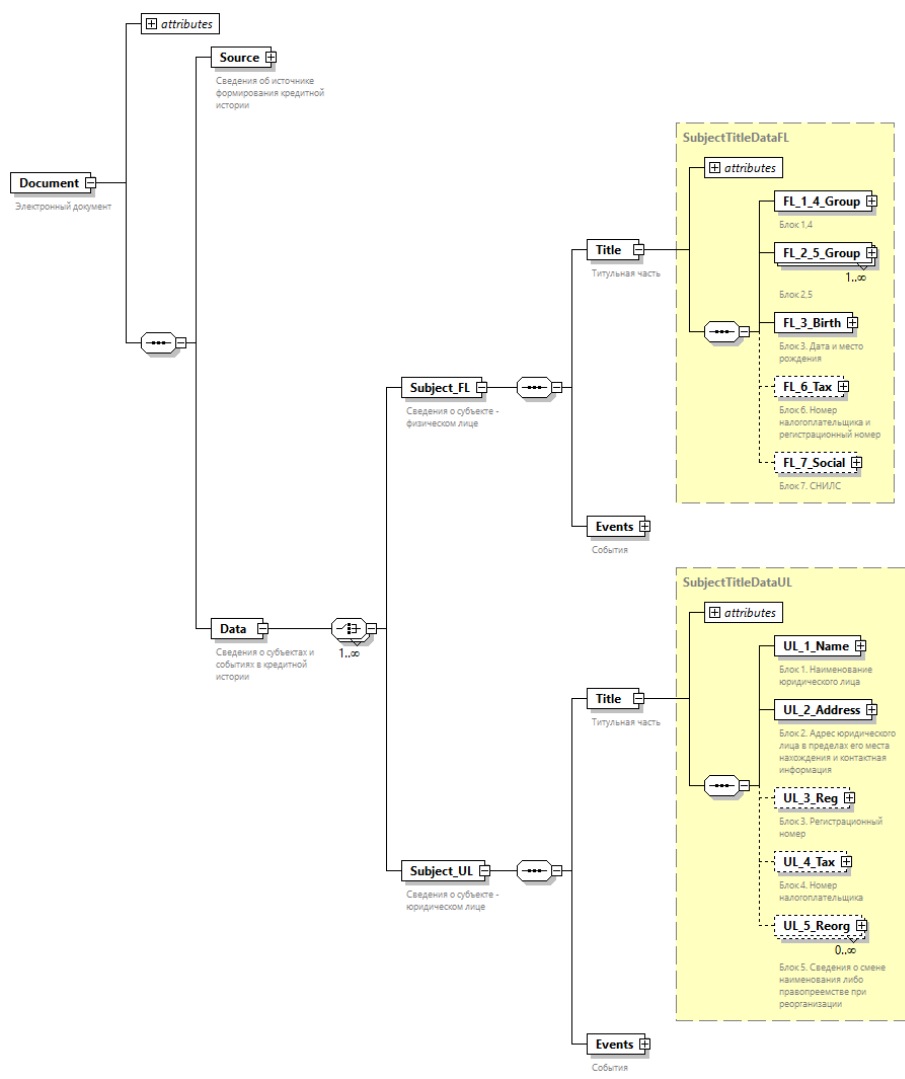 attributes
Source
Сведения об источнике
формирования кредитной
истории
Document
Электронный документ
SubjectTitleDataFL
attributes
FL_1_4_Group
Блок 1,4
FL_2_5_Group
1..∞
Блок 2,5
Title
Титульная часть
FL_3_Birth
Блок 3. Дата и место
рождения
FL_6_Tax
Блок 6. Номер
налогоплательщика и
регистрационный номер
FL_7_Social
Блок 7. СНИЛС
Subject_FL
Сведения о субъекте -
физическом лице
Events
События
Data
Сведения о субъектах и
событиях в кредитной
истории
1..∞
SubjectTitleDataUL
attributes
UL_1_Name
Блок 1. Наименование
юридического лица
Title
Титульная часть
UL_2_Address
Блок 2. Адрес юридического
лица в пределах его места
нахождения и контактная
информация
UL_3_Reg
Блок 3. Регистрационный
номер
UL_4_Tax
Блок 4. Номер
налогоплательщика
UL_5_Reorg
0..∞
Блок 5. Сведения о смене
наименования либо
правопреемстве при
реорганизации
Subject_UL
Сведения о субъекте -
юридическом лице
Events
События